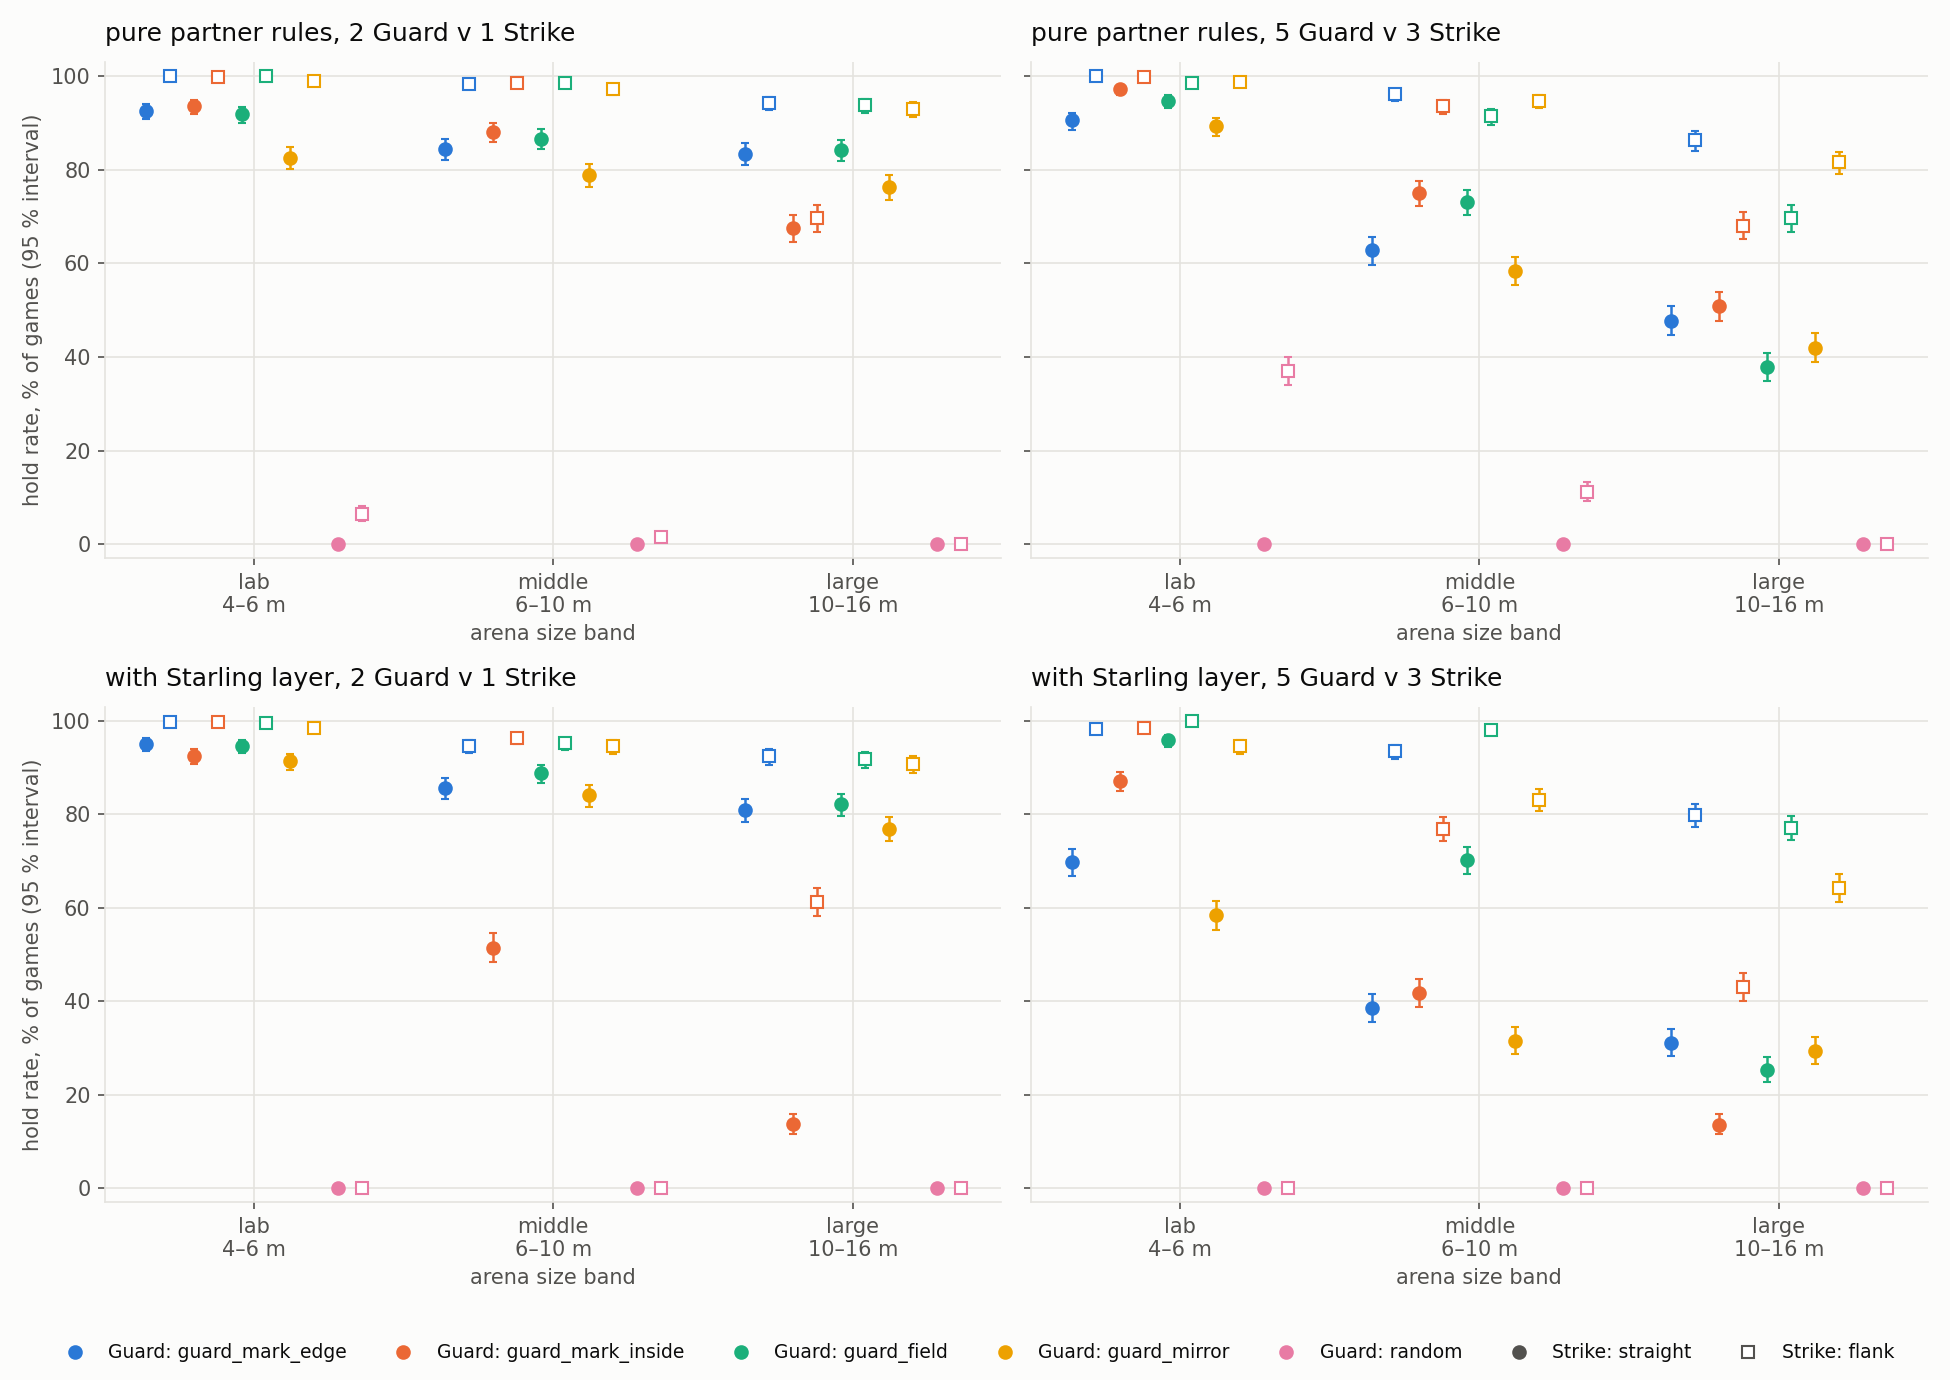 pure partner rules, 2 Guard v 1 Strike
pure partner rules, 5 Guard v 3 Strike
hold rate, % of games (95 % interval)
100
80
60
40
20
0
lab
4–6 m
middle
6–10 m
large
10–16 m
arena size band
lab
4–6 m
middle
6–10 m
large
10–16 m
arena size band
with Starling layer, 2 Guard v 1 Strike
with Starling layer, 5 Guard v 3 Strike
hold rate, % of games (95 % interval)
100
80
60
40
20
0
lab
4–6 m
middle
6–10 m
large
10–16 m
arena size band
lab
4–6 m
middle
6–10 m
large
10–16 m
arena size band
Guard: guard_mark_edge
Guard: guard_mark_inside
Guard: guard_field
Guard: guard_mirror
Guard: random
Strike: straight
Strike: flank